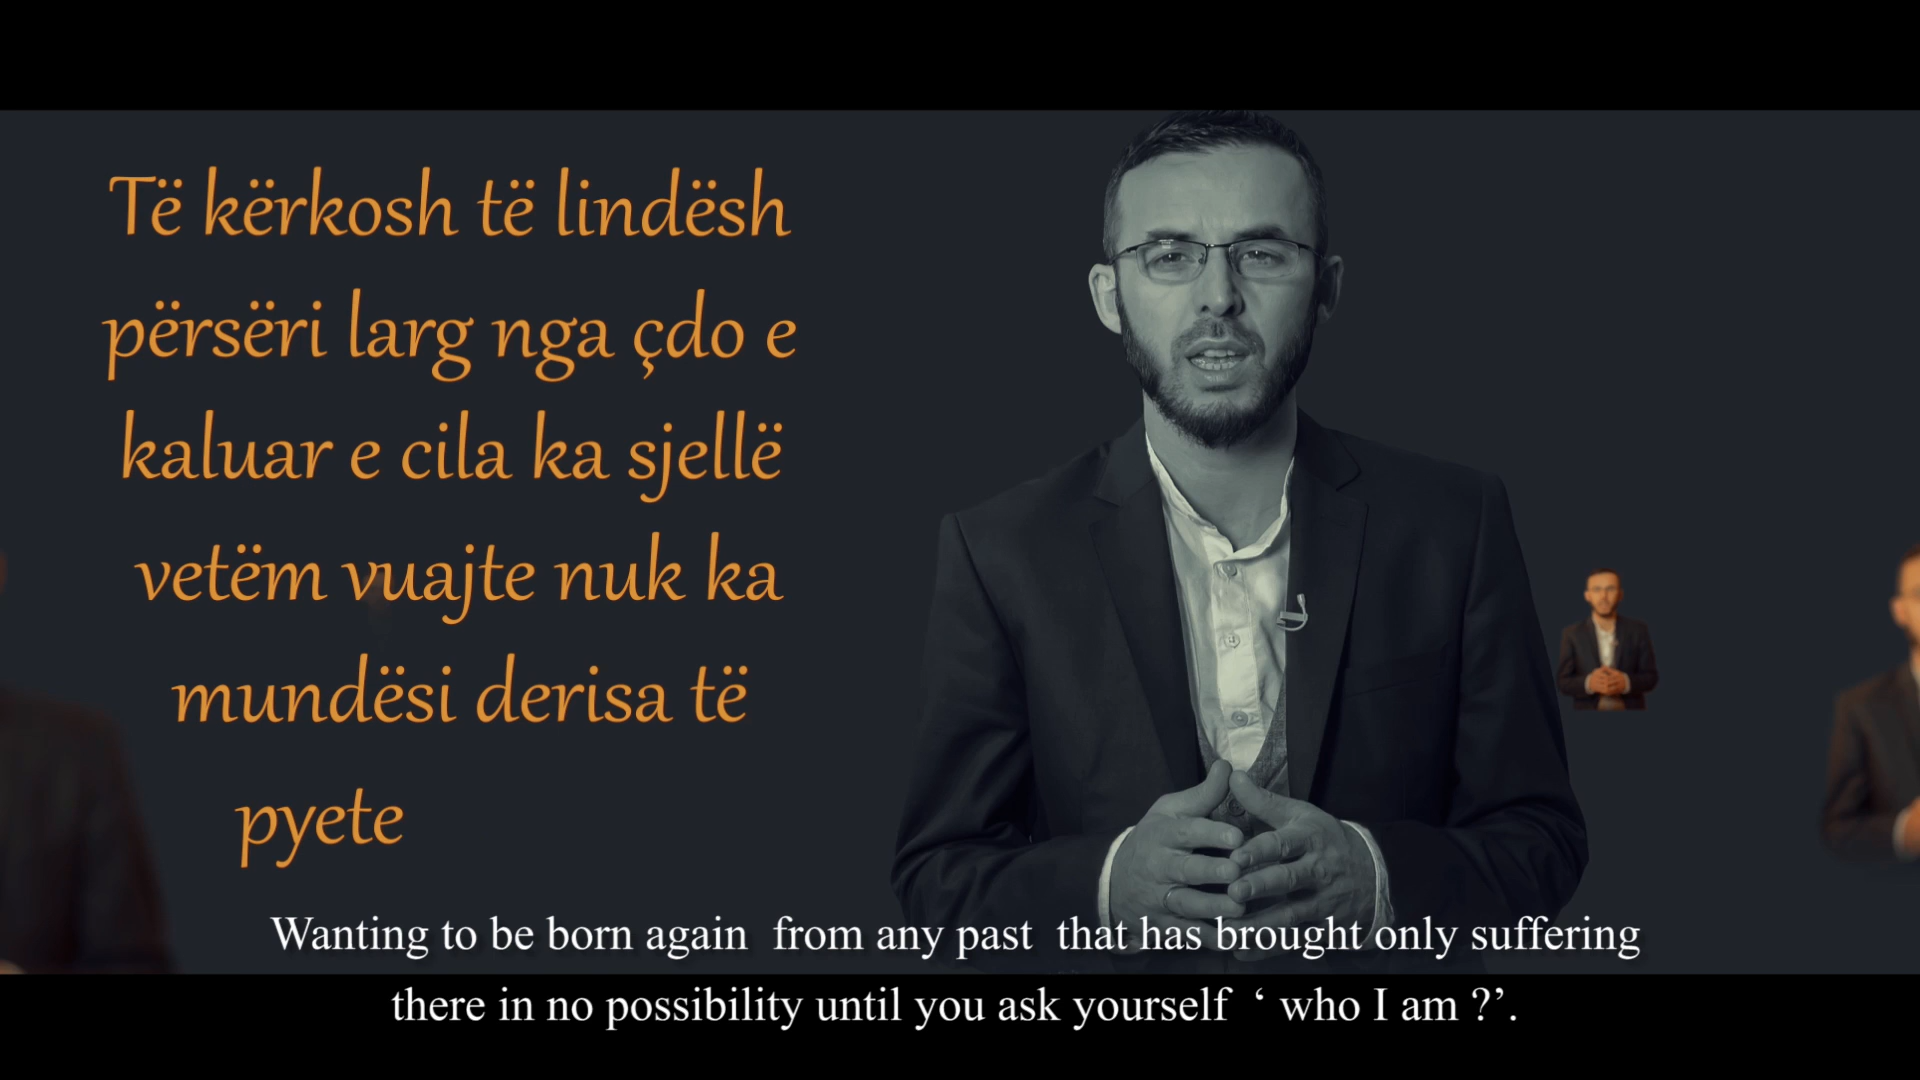 Të kërkosh të lindësh
përsëri larg nga çdo e
kaluar e cila ka sjellë
vetëm vuajte nuk ka
mundësi derisa të
pyete
Wanting to be born again  from any past  that has brought only suffering
there in no possibility until you ask yourself  ‘ who I am ?’.